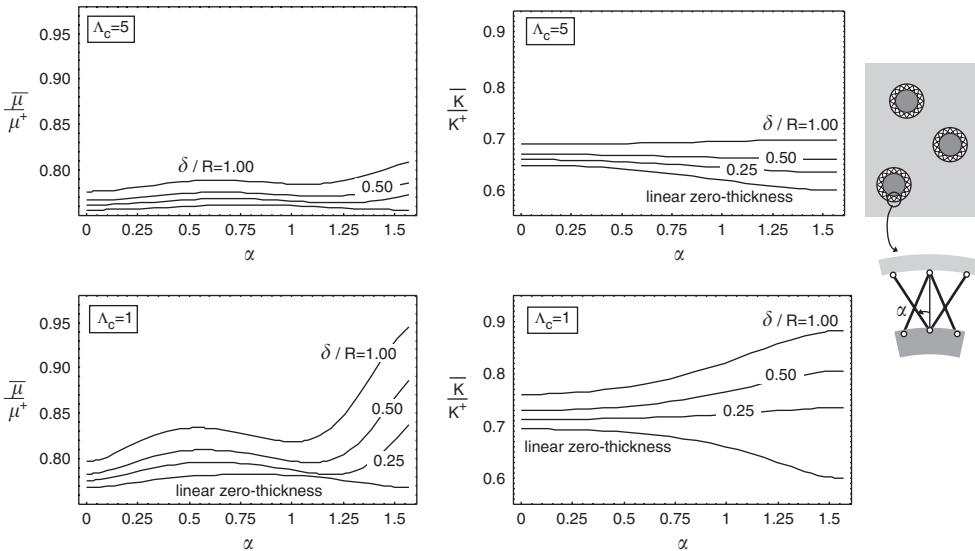 Λc=5
0.95
0.90
0.85
0.80
μ̅
μ+
δ / R=1.00
0.50
0 0.25 0.5 0.75 1 1.25 1.5
α
Λc=5
0.9
0.8
0.7
0.6
K̅
K+
δ / R=1.00
0.50
0.25
linear zero-thickness
0 0.25 0.5 0.75 1 1.25 1.5
α
Λc=1
0.95
0.90
0.85
0.80
μ̅
μ+
δ / R=1.00
0.50
0.25
linear zero-thickness
0 0.25 0.5 0.75 1 1.25 1.5
α
Λc=1
0.9
0.8
0.7
0.6
K̅
K+
δ / R=1.00
0.50
0.25
linear zero-thickness
0 0.25 0.5 0.75 1 1.25 1.5
α
α